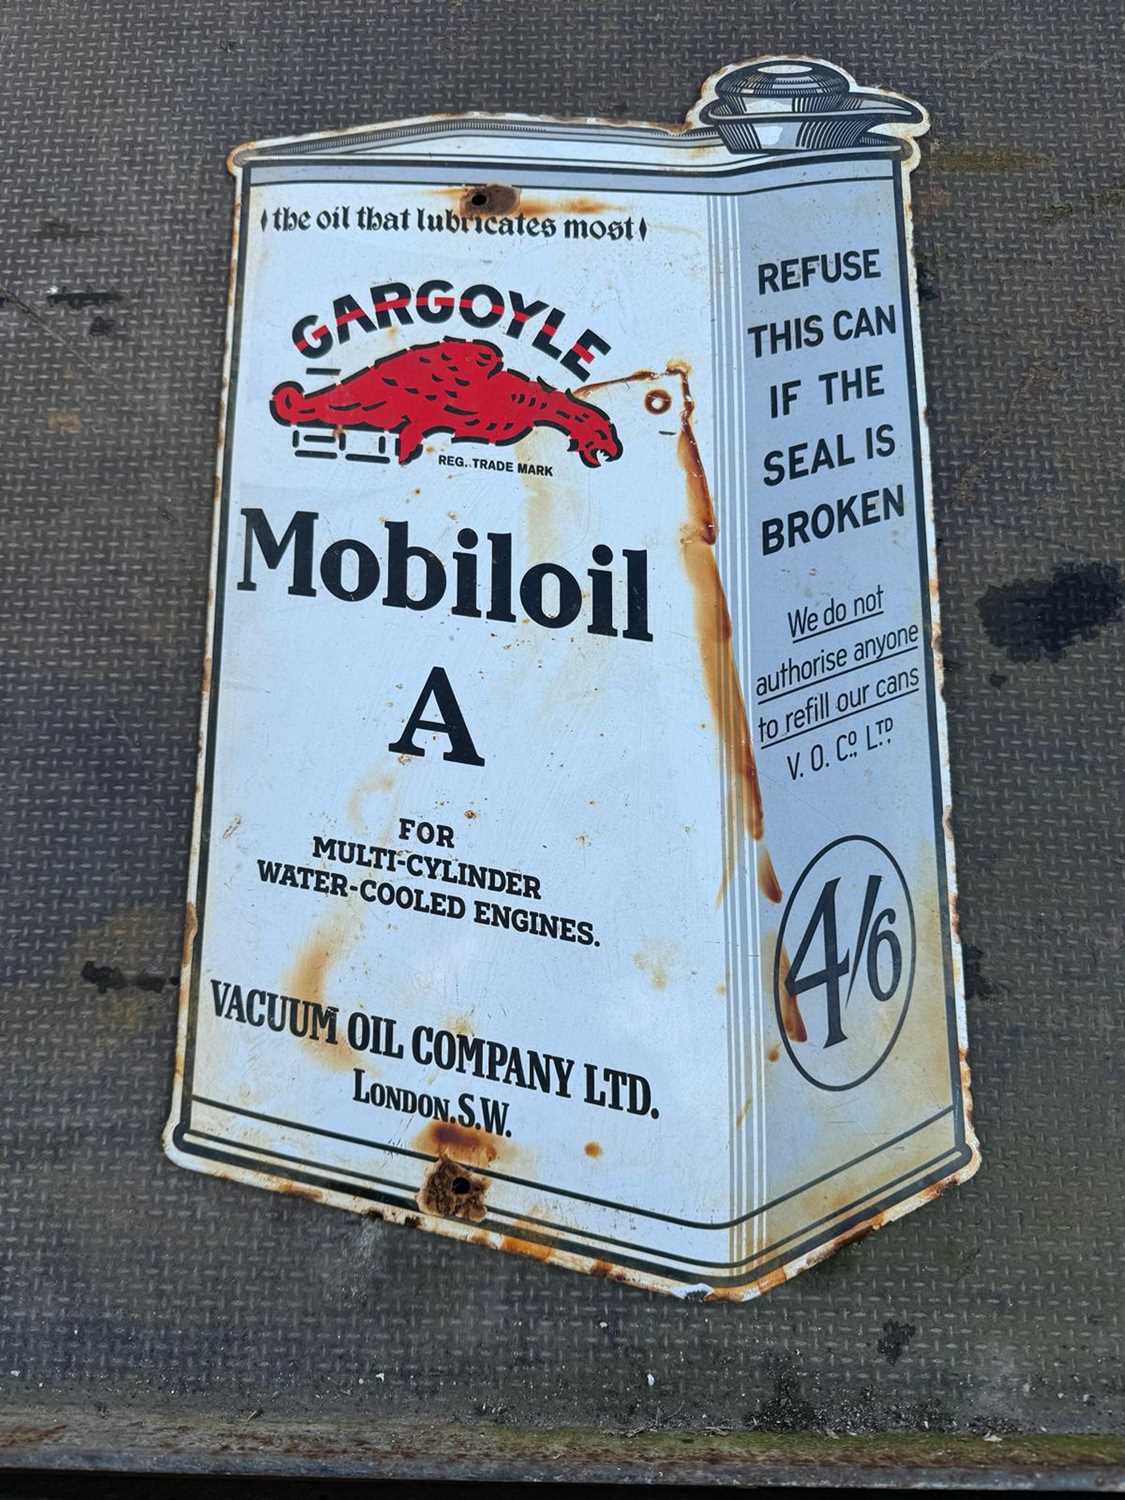 the oil that lubricates most
GARGOYLE
REG. TRADE MARK
Mobiloil
A
FOR
MULTI-CYLINDER
WATER-COOLED ENGINES.
VACUUM OIL COMPANY LTD.
LONDON.S.W.
REFUSE
THIS CAN
IF THE
SEAL IS
BROKEN
We do not
authorise anyone
to refill our cans
V. O. Cº, LTD,
4/6